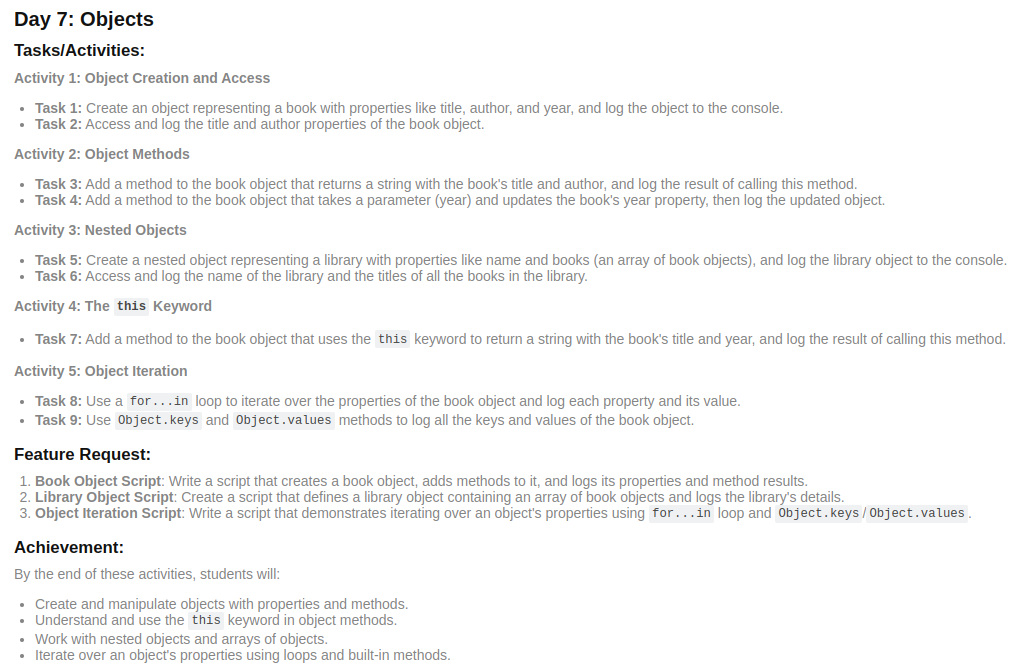 Day 7: Objects
Tasks/Activities:
Activity 1: Object Creation and Access
• Task 1: Create an object representing a book with properties like title, author, and year, and log the object to the console.
• Task 2: Access and log the title and author properties of the book object.
Activity 2: Object Methods
• Task 3: Add a method to the book object that returns a string with the book's title and author, and log the result of calling this method.
• Task 4: Add a method to the book object that takes a parameter (year) and updates the book's year property, then log the updated object.
Activity 3: Nested Objects
• Task 5: Create a nested object representing a library with properties like name and books (an array of book objects), and log the library object to the console.
• Task 6: Access and log the name of the library and the titles of all the books in the library.
Activity 4: The this Keyword
• Task 7: Add a method to the book object that uses the this keyword to return a string with the book's title and year, and log the result of calling this method.
Activity 5: Object Iteration
• Task 8: Use a for...in loop to iterate over the properties of the book object and log each property and its value.
• Task 9: Use Object.keys and Object.values methods to log all the keys and values of the book object.
Feature Request:
1. Book Object Script: Write a script that creates a book object, adds methods to it, and logs its properties and method results.
2. Library Object Script: Create a script that defines a library object containing an array of book objects and logs the library's details.
3. Object Iteration Script: Write a script that demonstrates iterating over an object's properties using for...in loop and Object.keys/Object.values.
Achievement:
By the end of these activities, students will:
• Create and manipulate objects with properties and methods.
• Understand and use the this keyword in object methods.
• Work with nested objects and arrays of objects.
• Iterate over an object's properties using loops and built-in methods.